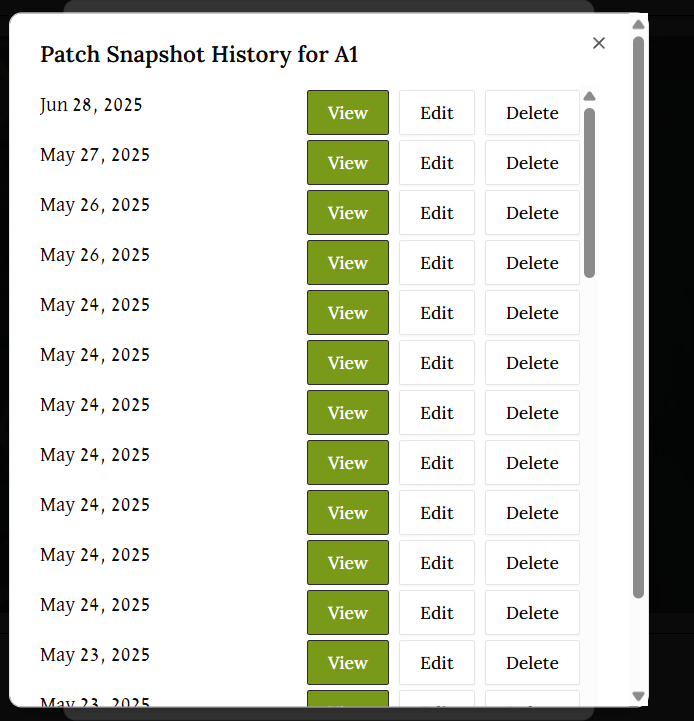 Patch Snapshot History for A1
Jun 28, 2025 View Edit Delete
May 27, 2025 View Edit Delete
May 26, 2025 View Edit Delete
May 26, 2025 View Edit Delete
May 24, 2025 View Edit Delete
May 24, 2025 View Edit Delete
May 24, 2025 View Edit Delete
May 24, 2025 View Edit Delete
May 24, 2025 View Edit Delete
May 24, 2025 View Edit Delete
May 24, 2025 View Edit Delete
May 23, 2025 View Edit Delete
May 23, 2025